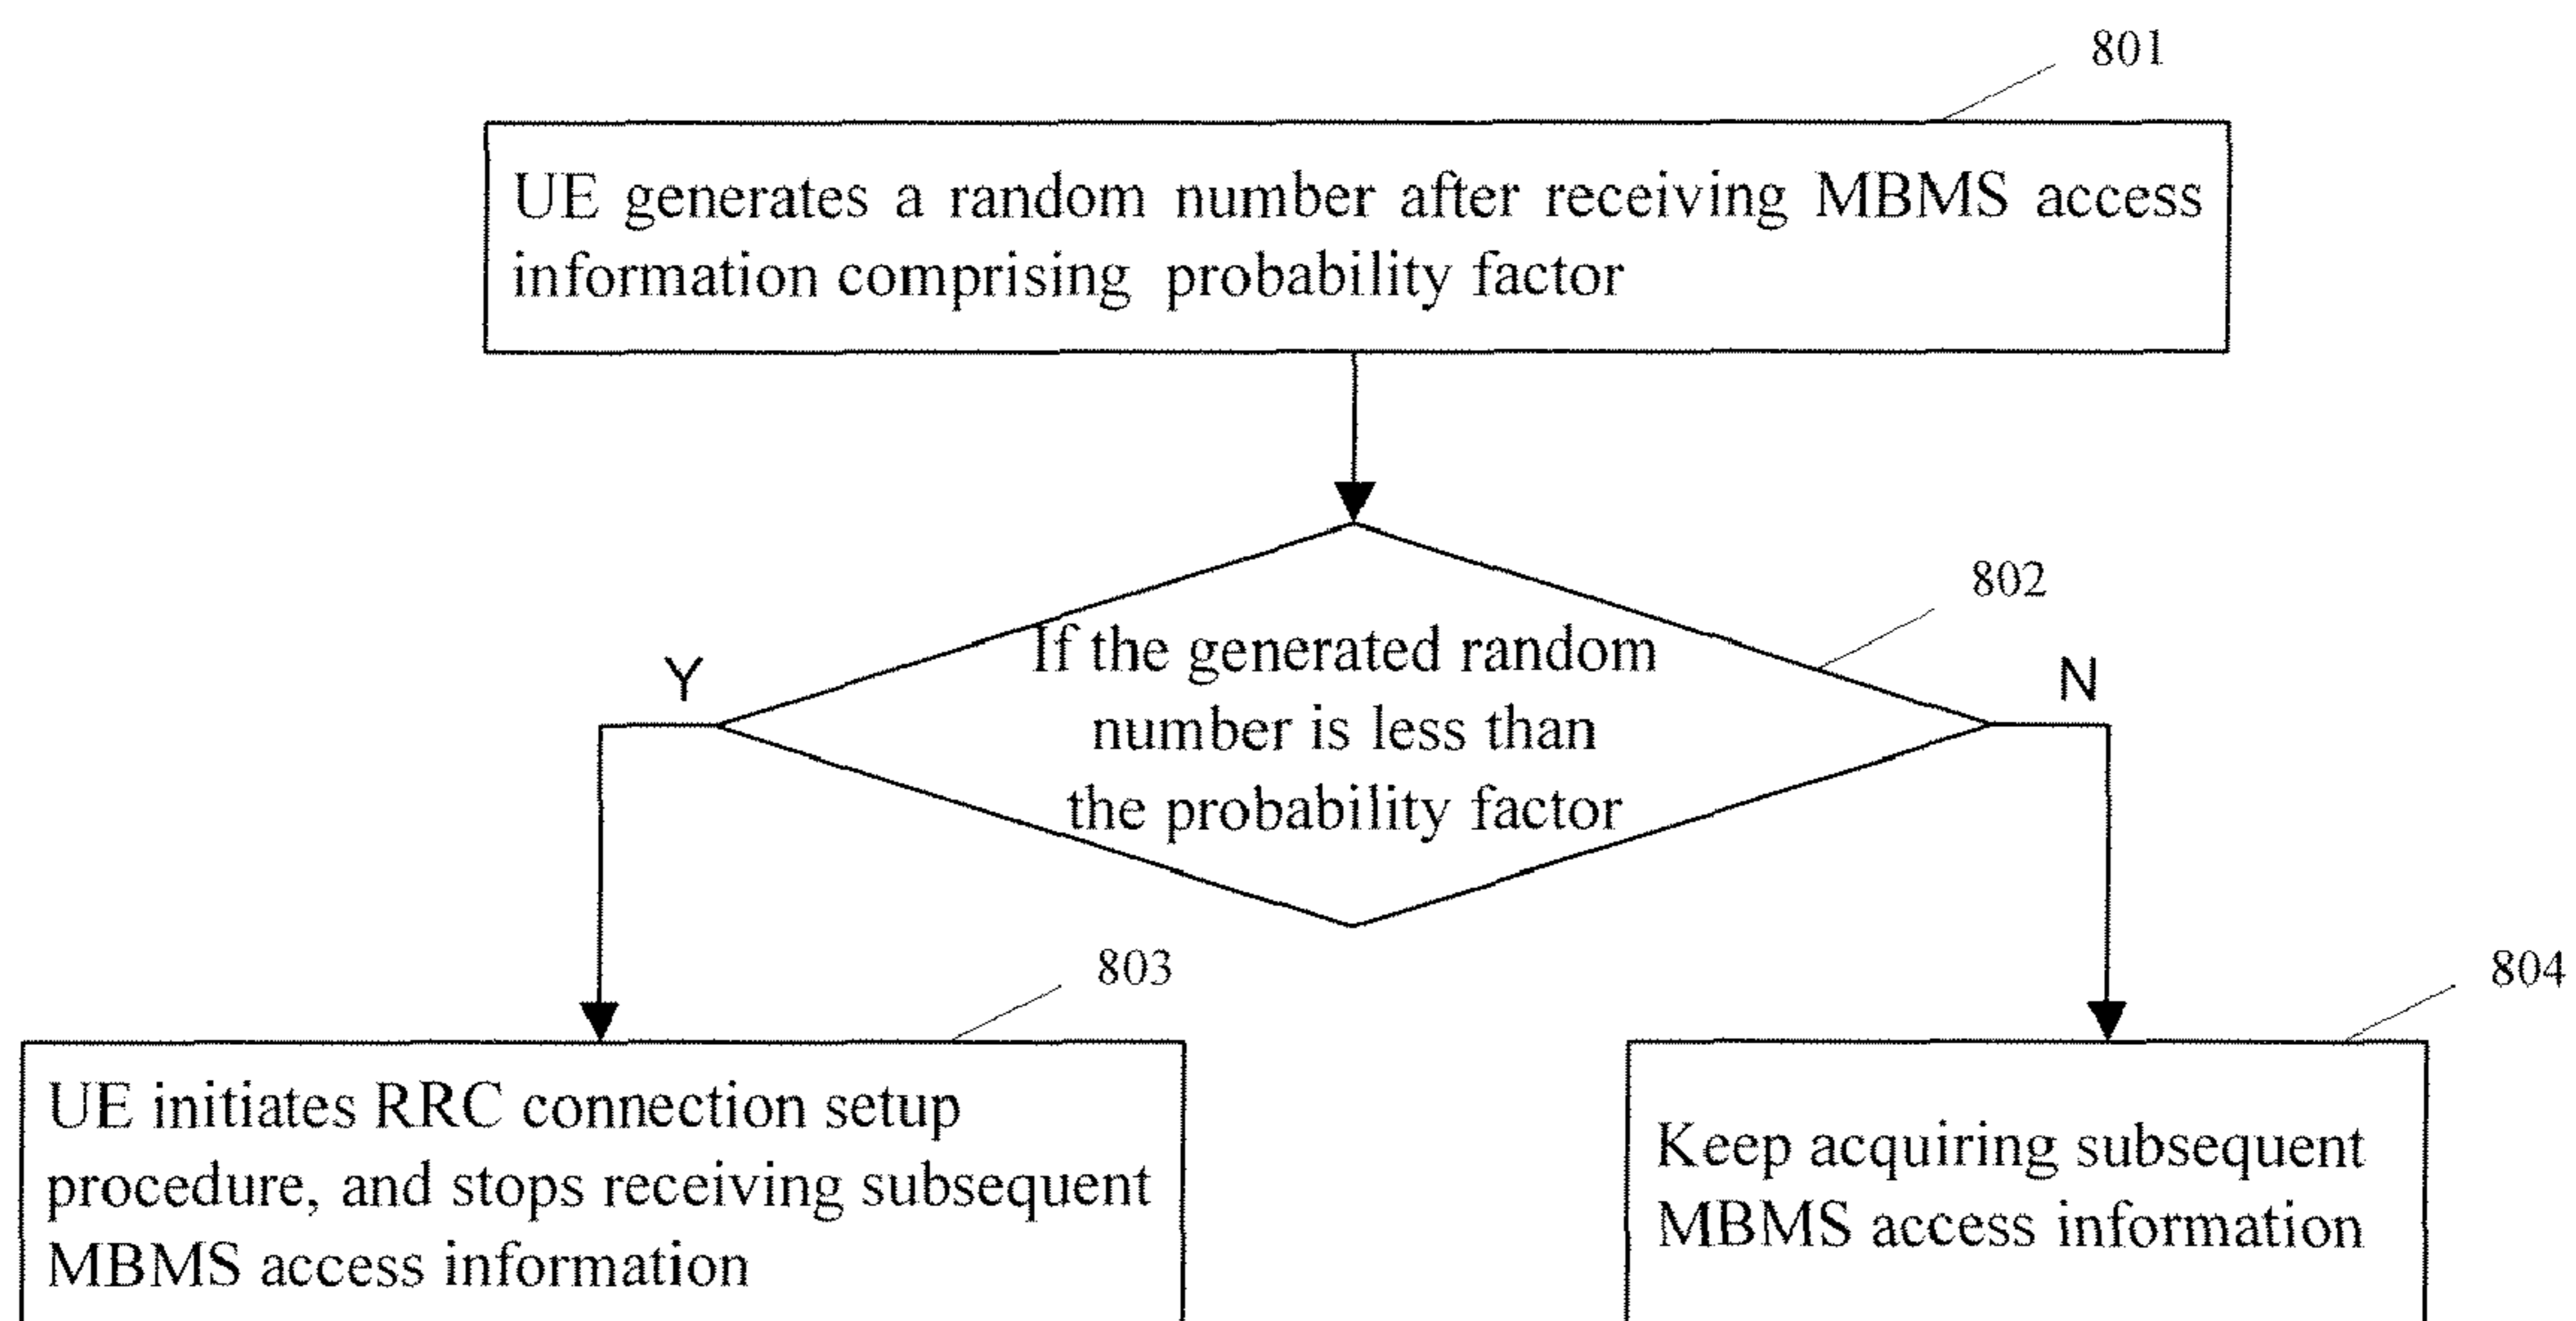 801
UE generates a random number after receiving MBMS access
information comprising probability factor
802
If the generated random
number is less than
the probability factor
Y
N
803
804
UE initiates RRC connection setup
procedure, and stops receiving subsequent
MBMS access information
Keep acquiring subsequent
MBMS access information